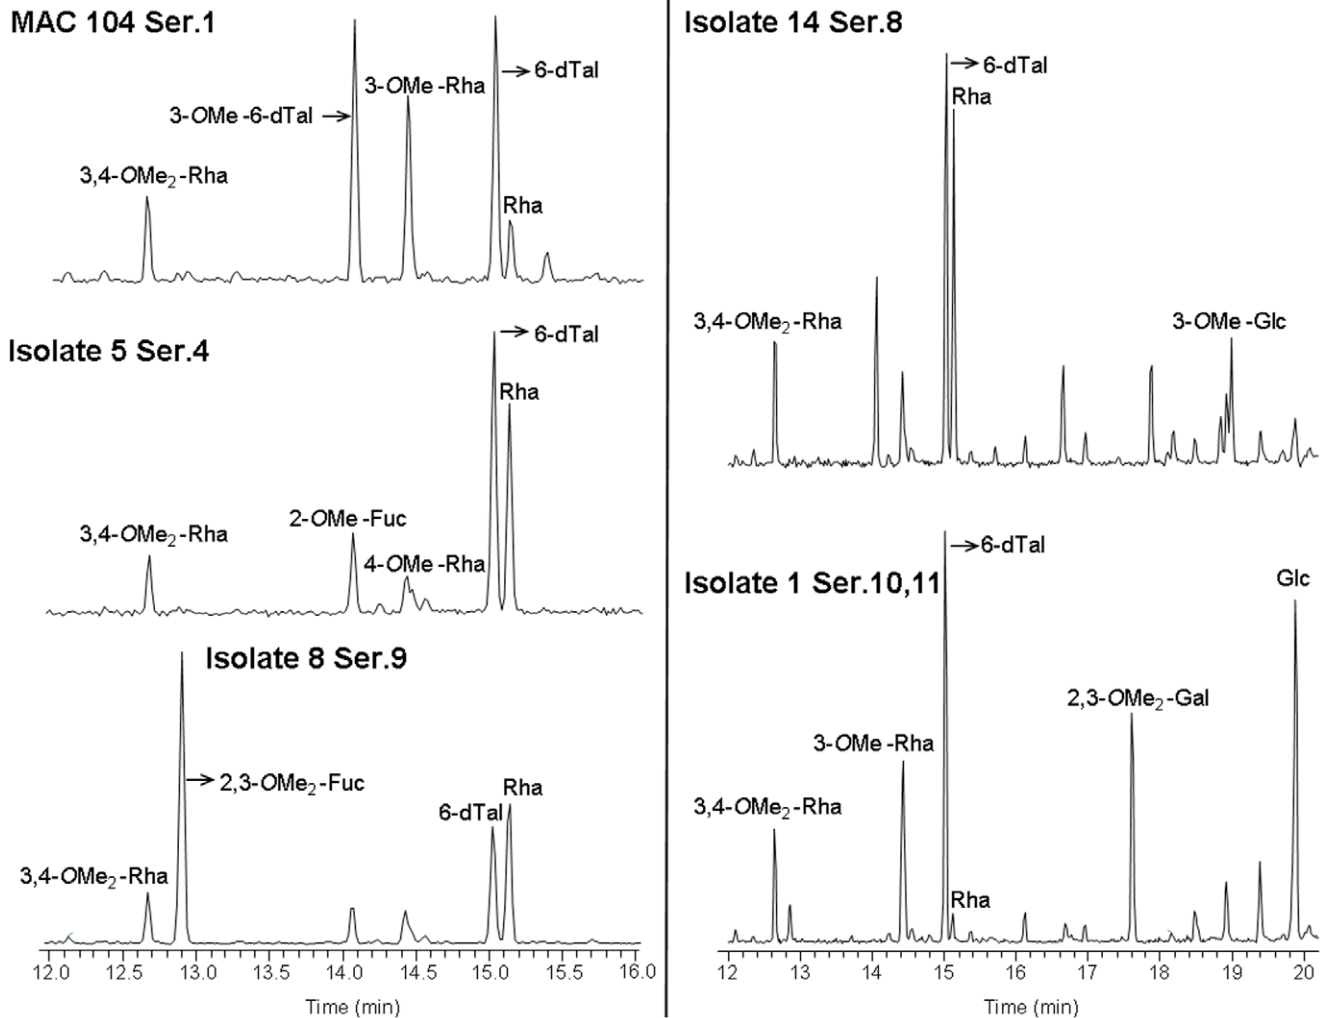 MAC 104 Ser.1
3-OMe-6-dTal
3-OMe-Rha
6-dTal
3,4-OMe2-Rha
Rha
Isolate 5 Ser.4
6-dTal
Rha
3,4-OMe2-Rha
2-OMe-Fuc
4-OMe-Rha
Isolate 8 Ser.9
2,3-OMe2-Fuc
6-dTal
Rha
3,4-OMe2-Rha
12.0 12.5 13.0 13.5 14.0 14.5 15.0 15.5 16.0
Time (min)
Isolate 14 Ser.8
6-dTal
Rha
3,4-OMe2-Rha
3-OMe-Glc
Isolate 1 Ser.10,11
6-dTal
Glc
2,3-OMe2-Gal
3-OMe-Rha
3,4-OMe2-Rha
Rha
12 13 14 15 16 17 18 19 20
Time (min)